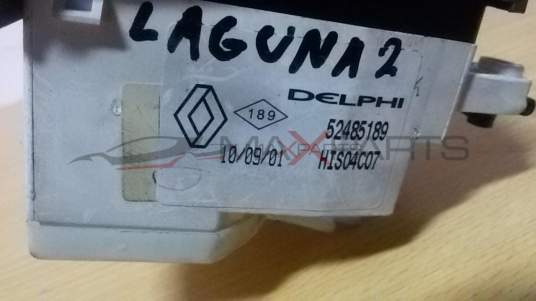 LAGUNA 2
189
DELPHI
52485189
10/09/01
HIS04C07
MAXPARTS